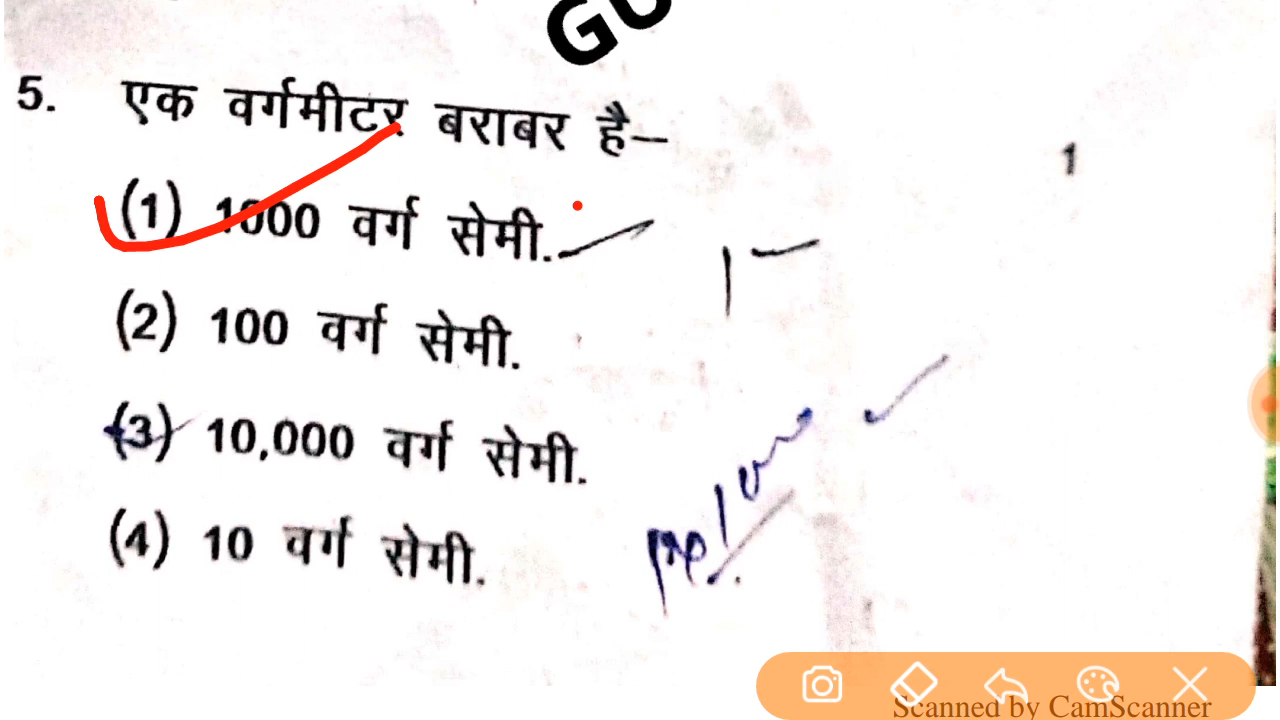 GU
5. एक वर्गमीटर बराबर है–
1
(1) 1000 वर्ग सेमी.
(2) 100 वर्ग सेमी.
(3) 10,000 वर्ग सेमी.
(4) 10 वर्ग सेमी.
Scanned by CamScanner